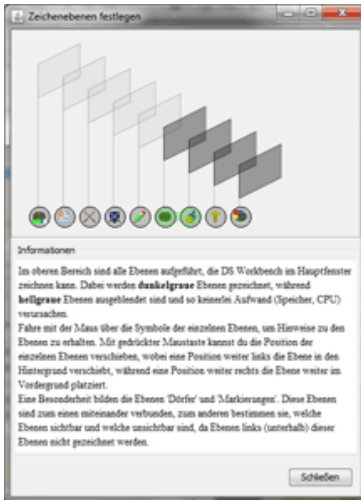 Zeichenebenen festlegen
Informationen
Im oberen Bereich sind alle Ebenen aufgeführt, die DS Workbench im Hauptfenster
zeichnen kann. Dabei werden dunkelgraue Ebenen gezeichnet, während
hellgraue Ebenen ausgeblendet sind und so keinerlei Aufwand (Speicher, CPU)
verursachen.
Fahre mit der Maus über die Symbole der einzelnen Ebenen, um Hinweise zu den
Ebenen zu erhalten. Mit gedrückter Maustaste kannst du die Position der
einzelnen Ebenen verschieben, wobei eine Position weiter links die Ebene in den
Hintergrund verschiebt, während eine Position weiter rechts die Ebene weiter im
Vordergrund platziert.
Eine Besonderheit bilden die Ebenen 'Dörfer' und 'Markierungen'. Diese Ebenen
sind zum einen miteinander verbunden, zum anderen bestimmen sie, welche
Ebenen sichtbar und welche unsichtbar sind, da Ebenen links (unterhalb) dieser
Ebenen nicht gezeichnet werden.
Schließen